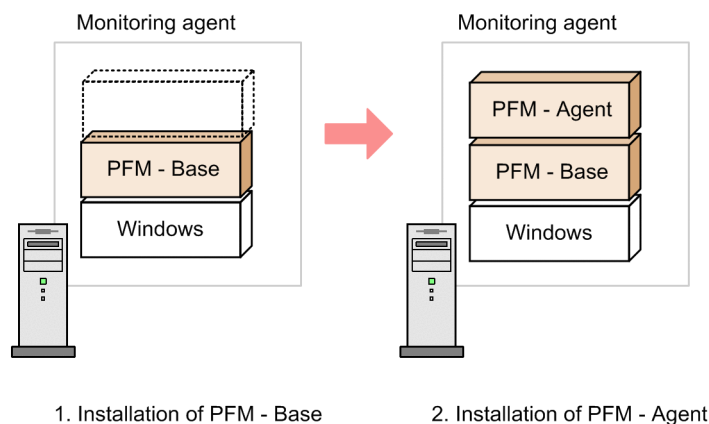 Monitoring agent
PFM - Base
Windows
1. Installation of PFM - Base
Monitoring agent
PFM - Agent
PFM - Base
Windows
2. Installation of PFM - Agent